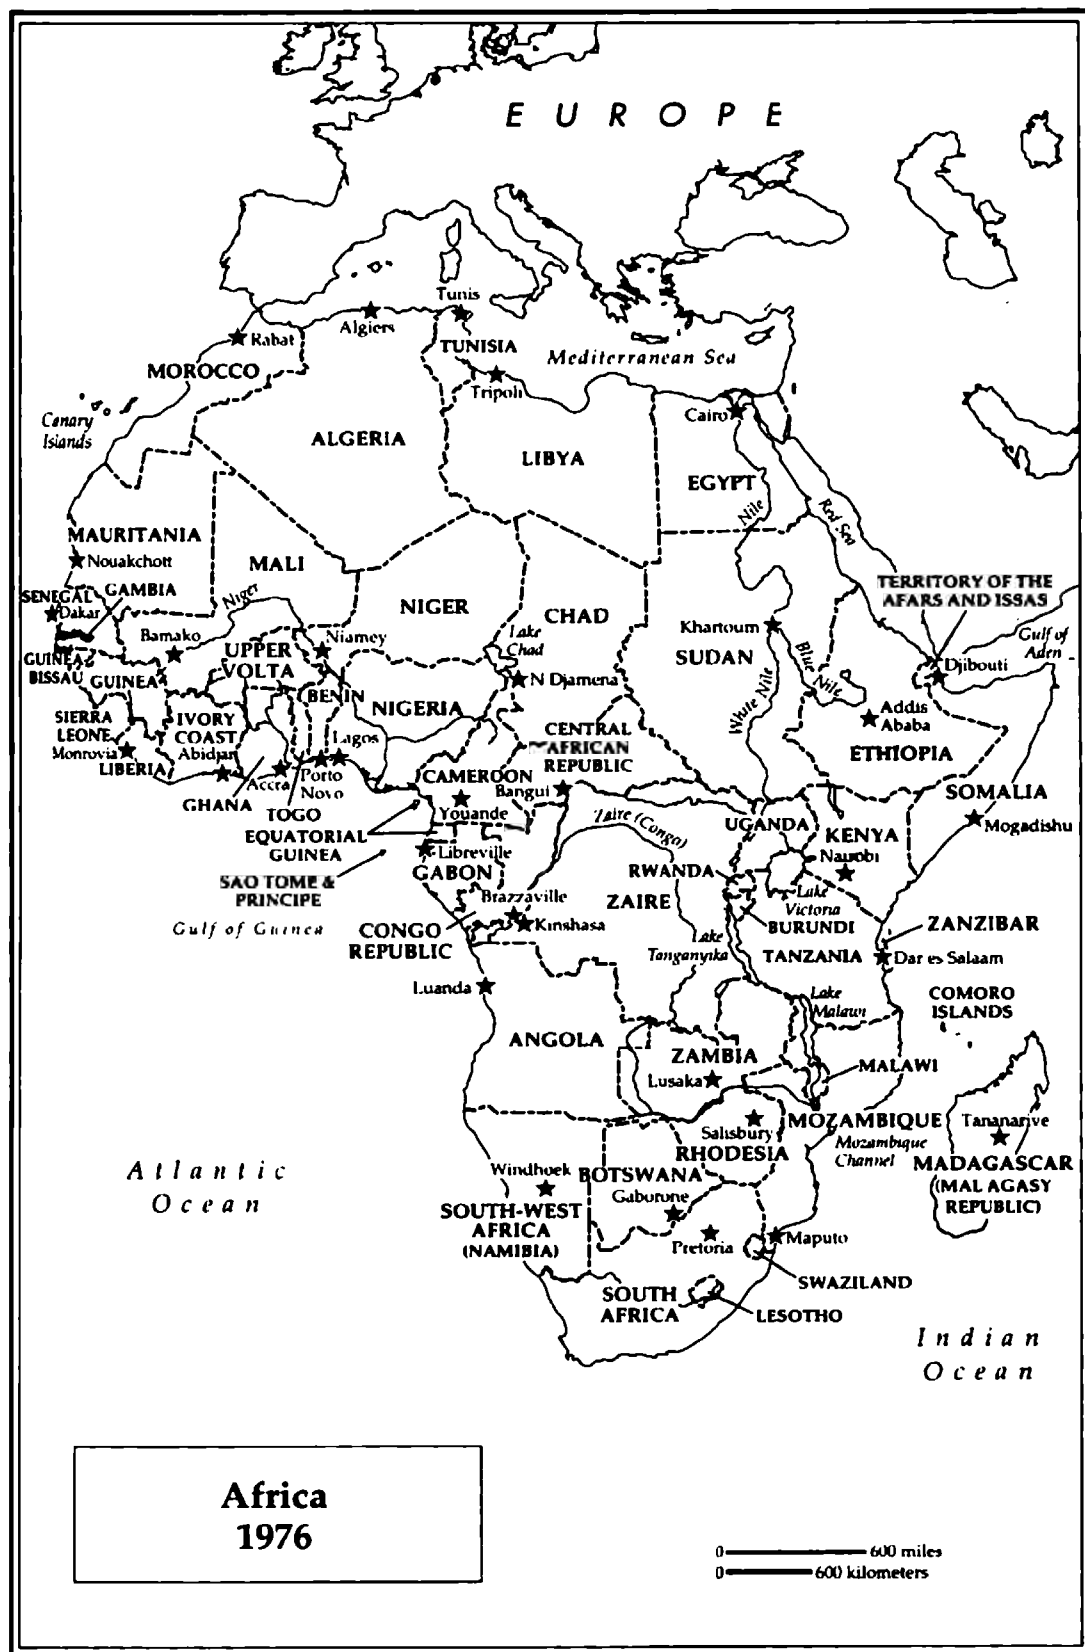 EUROPE
Tunis
Algiers
Rabat
TUNISIA
Mediterranean Sea
MOROCCO
Tripoli
Canary
Islands
Cairo
ALGERIA
LIBYA
EGYPT
Nile
Red Sea
MAURITANIA
Nouakchott
MALI
TERRITORY OF THE
AFARS AND ISSAS
SENEGAL
GAMBIA
Niger
NIGER
CHAD
Dakar
Khartoum
Gulf of
Aden
Bamako
Niamey
Lake
Chad
SUDAN
Blue Nile
White Nile
Djibouti
GUINEA
BISSAU
GUINEA
UPPER
VOLTA
BENIN
N Djamena
NIGERIA
Addis
Ababa
SIERRA
LEONE
IVORY
COAST
Lagos
CENTRAL
AFRICAN
REPUBLIC
ETHIOPIA
Monrovia
LIBERIA
Abidjan
Accra
Porto
Novo
CAMEROON
Bangui
GHANA
TOGO
Youande
SOMALIA
Mogadishu
EQUATORIAL
GUINEA
Zaire (Congo)
UGANDA
KENYA
Nairobi
Libreville
GABON
RWANDA
SAO TOME &
PRINCIPE
Brazzaville
ZAIRE
Lake
Victoria
Gulf of Guinea
CONGO
REPUBLIC
Kinshasa
BURUNDI
ZANZIBAR
Lake
Tanganyika
TANZANIA
Dar es Salaam
Luanda
Lake
Malawi
COMORO
ISLANDS
ANGOLA
ZAMBIA
Lusaka
MALAWI
Salisbury
MOZAMBIQUE
Tananarive
RHODESIA
Mozambique
Channel
Atlantic
Ocean
Windhoek
BOTSWANA
Gaborone
MADAGASCAR
(MALAGASY
REPUBLIC)
SOUTH-WEST
AFRICA
(NAMIBIA)
Pretoria
Maputo
SWAZILAND
SOUTH
AFRICA
LESOTHO
Indian
Ocean
Africa
1976
0 600 miles
0 600 kilometers